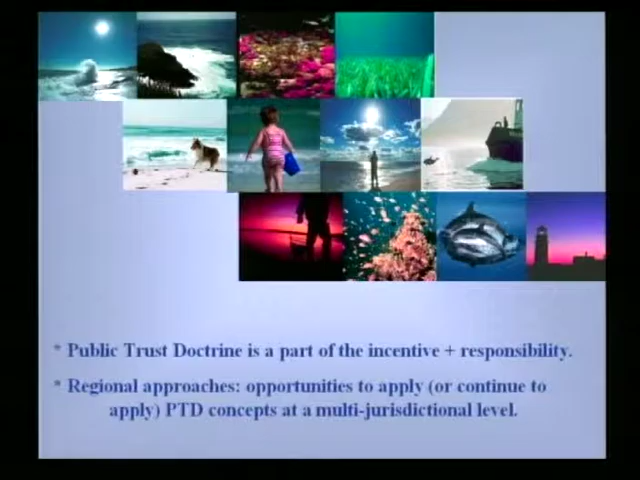 * Public Trust Doctrine is a part of the incentive + responsibility.
* Regional approaches: opportunities to apply (or continue to
apply) PTD concepts at a multi-jurisdictional level.